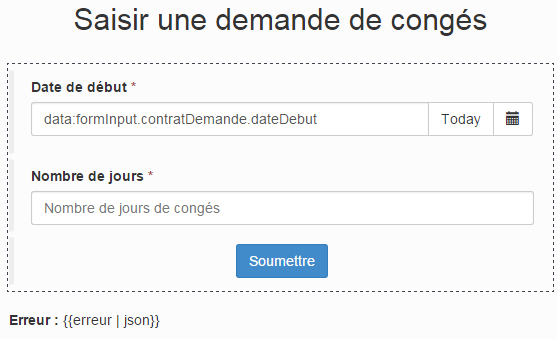 Saisir une demande de congés
Date de début *
data:formInput.contratDemande.dateDebut Today
Nombre de jours *
Nombre de jours de congés
Soumettre
Erreur : {{erreur | json}}